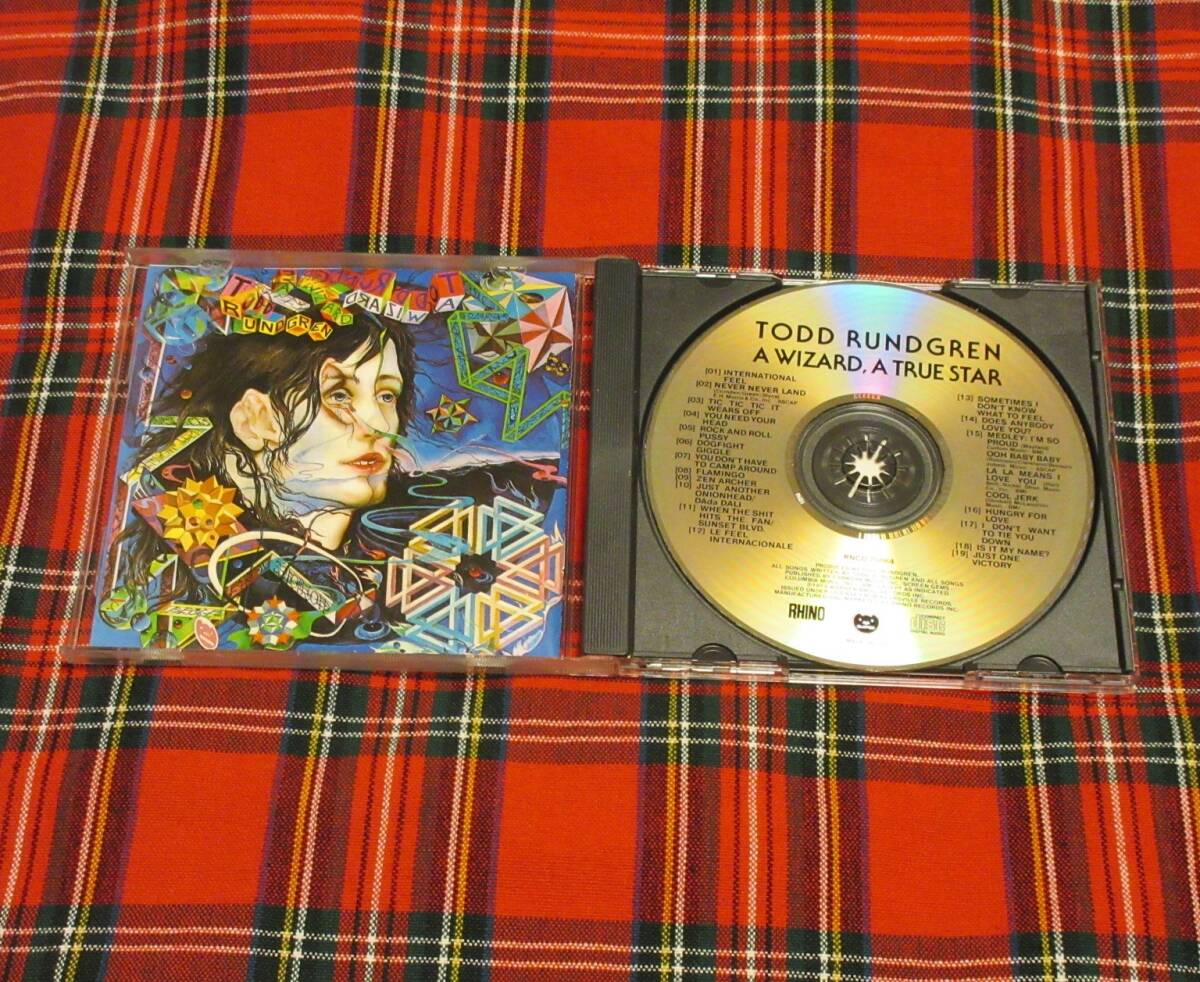 RUNDGREN
WIZARD
A
TODD RUNDGREN
A WIZARD, A TRUE STAR
[01] INTERNATIONAL
FEEL
[02] NEVER NEVER LAND
[03] TIC TIC TIC IT
WEARS OFF
[04] YOU NEED YOUR
HEAD
[05] ROCK AND ROLL
PUSSY
[06] DOGFIGHT
GIGGLE
[07] YOU DON'T HAVE
TO CAMP AROUND
[08] FLAMINGO
[09] ZEN ARCHER
[10] JUST ANOTHER
ONIONHEAD/
DAda DALI
[11] WHEN THE SHIT
HITS THE FAN/
SUNSET BLVD.
[12] LE FEEL
INTERNACIONALE
[13] SOMETIMES I
DON'T KNOW
WHAT TO FEEL
[14] DOES ANYBODY
LOVE YOU?
[15] MEDLEY: I'M SO
PROUD
OOH BABY BABY
LA LA MEANS I
LOVE YOU
COOL JERK
[16] HUNGRY FOR
LOVE
[17] I DON'T WANT
TO TIE YOU
DOWN
[18] IS IT MY NAME?
[19] JUST ONE
VICTORY
RHINO
COMPACT
disc
DIGITAL AUDIO